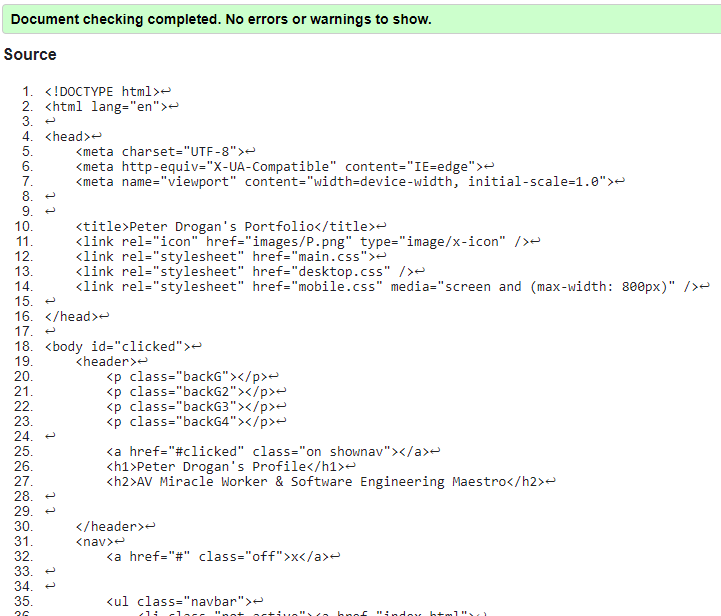 Document checking completed. No errors or warnings to show.
Source
1. <!DOCTYPE html>↩
2. <html lang="en">↩
3. ↩
4. <head>↩
5. <meta charset="UTF-8">↩
6. <meta http-equiv="X-UA-Compatible" content="IE=edge">↩
7. <meta name="viewport" content="width=device-width, initial-scale=1.0">↩
8. ↩
9. ↩
10. <title>Peter Drogan's Portfolio</title>↩
11. <link rel="icon" href="images/P.png" type="image/x-icon" />↩
12. <link rel="stylesheet" href="main.css">↩
13. <link rel="stylesheet" href="desktop.css" />↩
14. <link rel="stylesheet" href="mobile.css" media="screen and (max-width: 800px)" />↩
15. ↩
16. </head>↩
17. ↩
18. <body id="clicked">↩
19. <header>↩
20. <p class="backG"></p>↩
21. <p class="backG2"></p>↩
22. <p class="backG3"></p>↩
23. <p class="backG4"></p>↩
24. ↩
25. <a href="#clicked" class="on shownav"></a>↩
26. <h1>Peter Drogan's Profile</h1>↩
27. <h2>AV Miracle Worker & Software Engineering Maestro</h2>↩
28. ↩
29. ↩
30. </header>↩
31. <nav>↩
32. <a href="#" class="off">x</a>↩
33. ↩
34. ↩
35. <ul class="navbar">↩